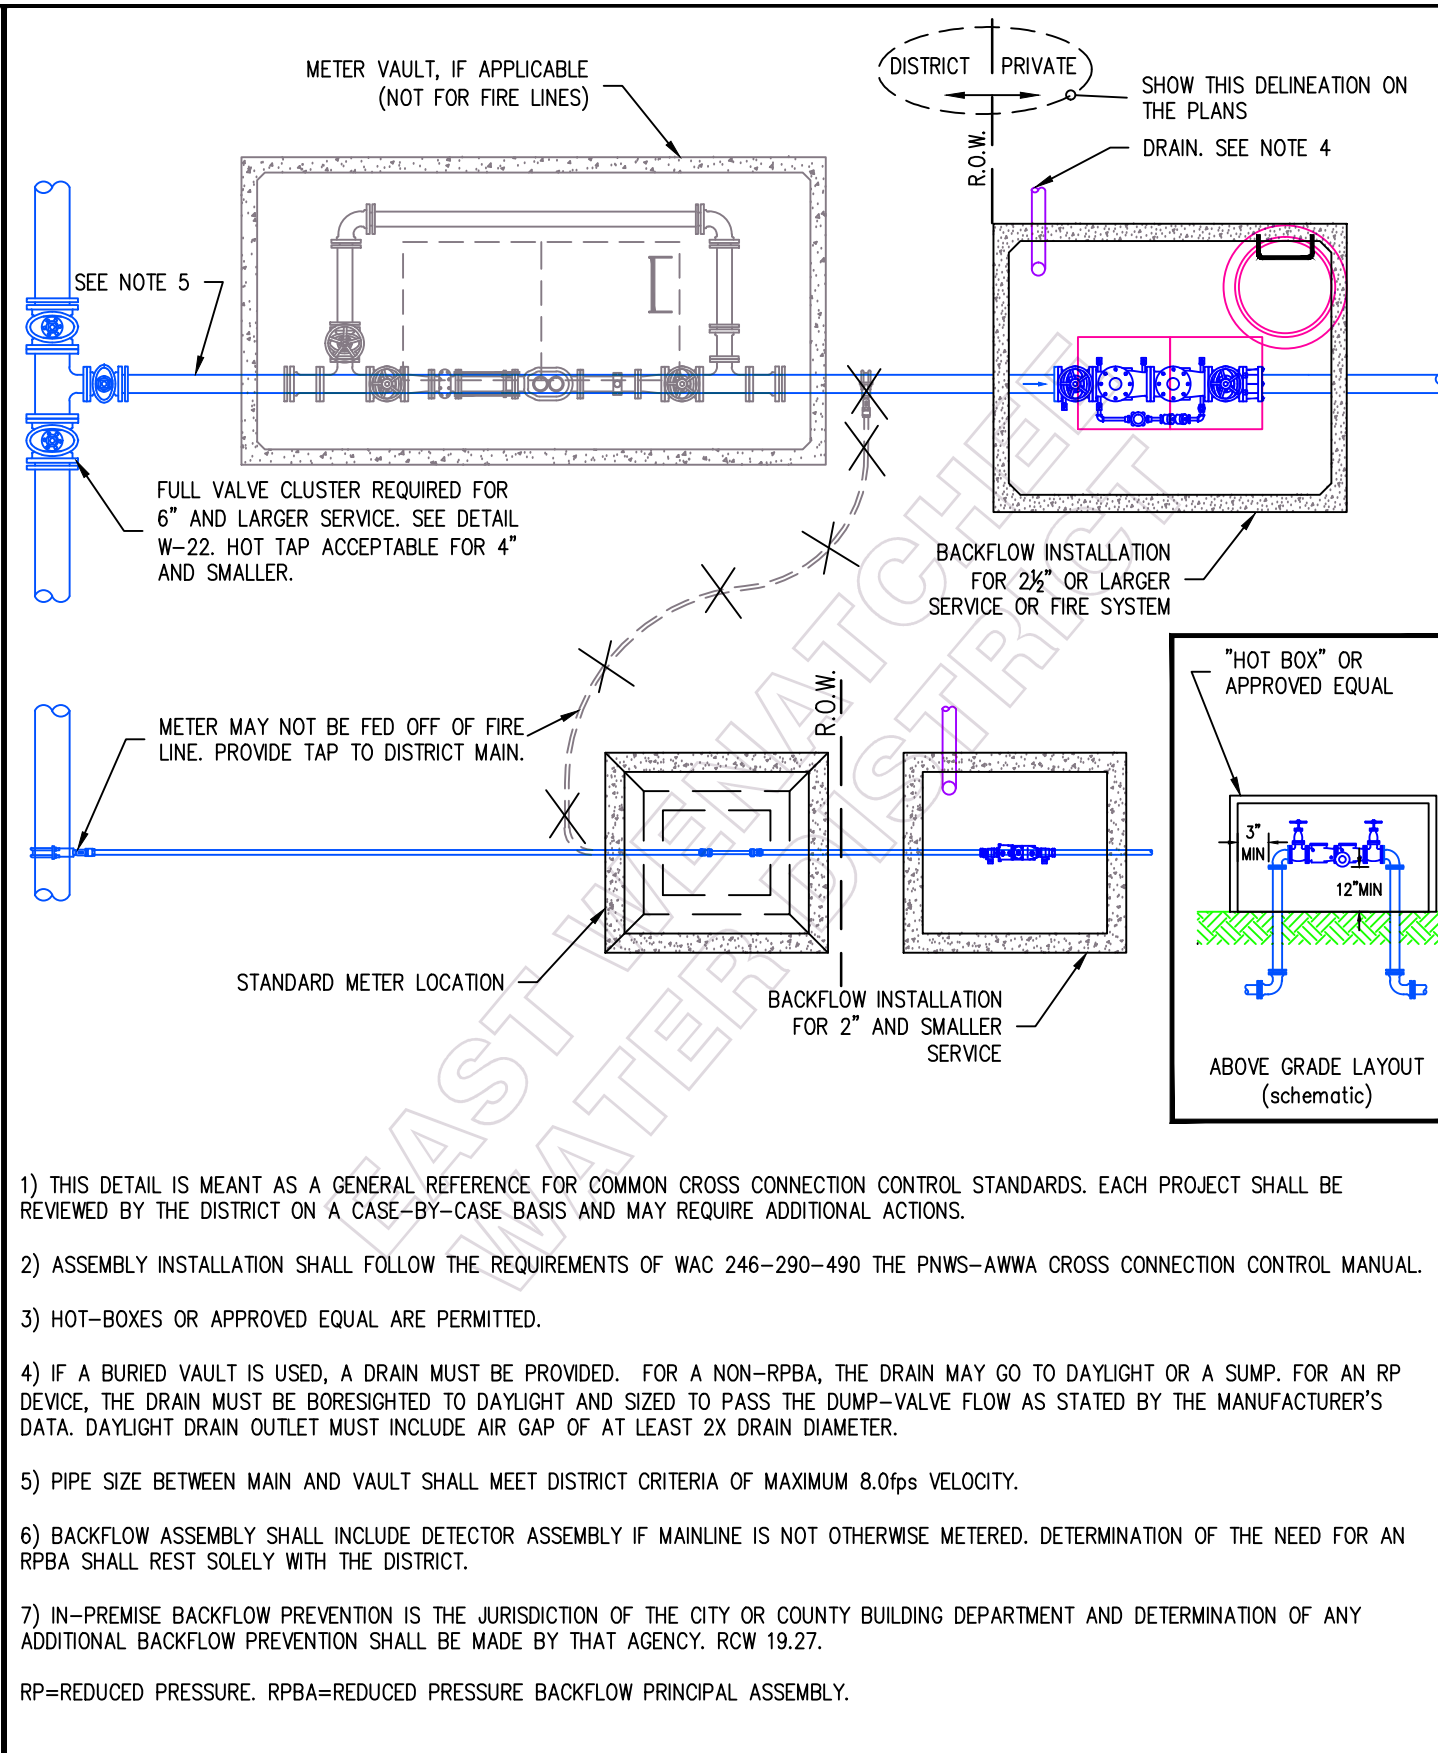 METER VAULT, IF APPLICABLE
(NOT FOR FIRE LINES)
DISTRICT
PRIVATE
SHOW THIS DELINEATION ON
THE PLANS
R.O.W.
DRAIN. SEE NOTE 4
SEE NOTE 5
FULL VALVE CLUSTER REQUIRED FOR
6" AND LARGER SERVICE. SEE DETAIL
W-22. HOT TAP ACCEPTABLE FOR 4"
AND SMALLER.
BACKFLOW INSTALLATION
FOR 2½" OR LARGER
SERVICE OR FIRE SYSTEM
"HOT BOX" OR
APPROVED EQUAL
R.O.W.
METER MAY NOT BE FED OFF OF FIRE
LINE. PROVIDE TAP TO DISTRICT MAIN.
3"
MIN
12"MIN
STANDARD METER LOCATION
BACKFLOW INSTALLATION
FOR 2" AND SMALLER
SERVICE
ABOVE GRADE LAYOUT
(schematic)
EAST WENATCHEE
WATER DISTRICT
1) THIS DETAIL IS MEANT AS A GENERAL REFERENCE FOR COMMON CROSS CONNECTION CONTROL STANDARDS. EACH PROJECT SHALL BE
REVIEWED BY THE DISTRICT ON A CASE-BY-CASE BASIS AND MAY REQUIRE ADDITIONAL ACTIONS.
2) ASSEMBLY INSTALLATION SHALL FOLLOW THE REQUIREMENTS OF WAC 246-290-490 THE PNWS-AWWA CROSS CONNECTION CONTROL MANUAL.
3) HOT-BOXES OR APPROVED EQUAL ARE PERMITTED.
4) IF A BURIED VAULT IS USED, A DRAIN MUST BE PROVIDED. FOR A NON-RPBA, THE DRAIN MAY GO TO DAYLIGHT OR A SUMP. FOR AN RP
DEVICE, THE DRAIN MUST BE BORESIGHTED TO DAYLIGHT AND SIZED TO PASS THE DUMP-VALVE FLOW AS STATED BY THE MANUFACTURER'S
DATA. DAYLIGHT DRAIN OUTLET MUST INCLUDE AIR GAP OF AT LEAST 2X DRAIN DIAMETER.
5) PIPE SIZE BETWEEN MAIN AND VAULT SHALL MEET DISTRICT CRITERIA OF MAXIMUM 8.0fps VELOCITY.
6) BACKFLOW ASSEMBLY SHALL INCLUDE DETECTOR ASSEMBLY IF MAINLINE IS NOT OTHERWISE METERED. DETERMINATION OF THE NEED FOR AN
RPBA SHALL REST SOLELY WITH THE DISTRICT.
7) IN-PREMISE BACKFLOW PREVENTION IS THE JURISDICTION OF THE CITY OR COUNTY BUILDING DEPARTMENT AND DETERMINATION OF ANY
ADDITIONAL BACKFLOW PREVENTION SHALL BE MADE BY THAT AGENCY. RCW 19.27.
RP=REDUCED PRESSURE. RPBA=REDUCED PRESSURE BACKFLOW PRINCIPAL ASSEMBLY.